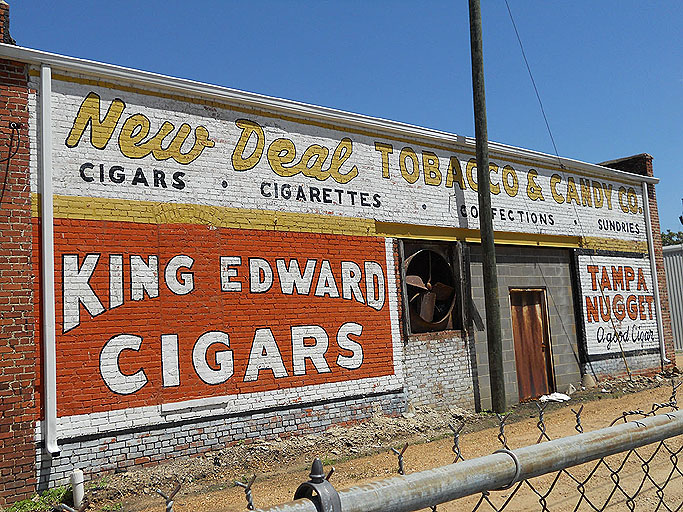 New Deal TOBACCO & CANDY CO.
CIGARS · CIGARETTES · CONFECTIONS · SUNDRIES
KING EDWARD
CIGARS
TAMPA
NUGGET
a good Cigar